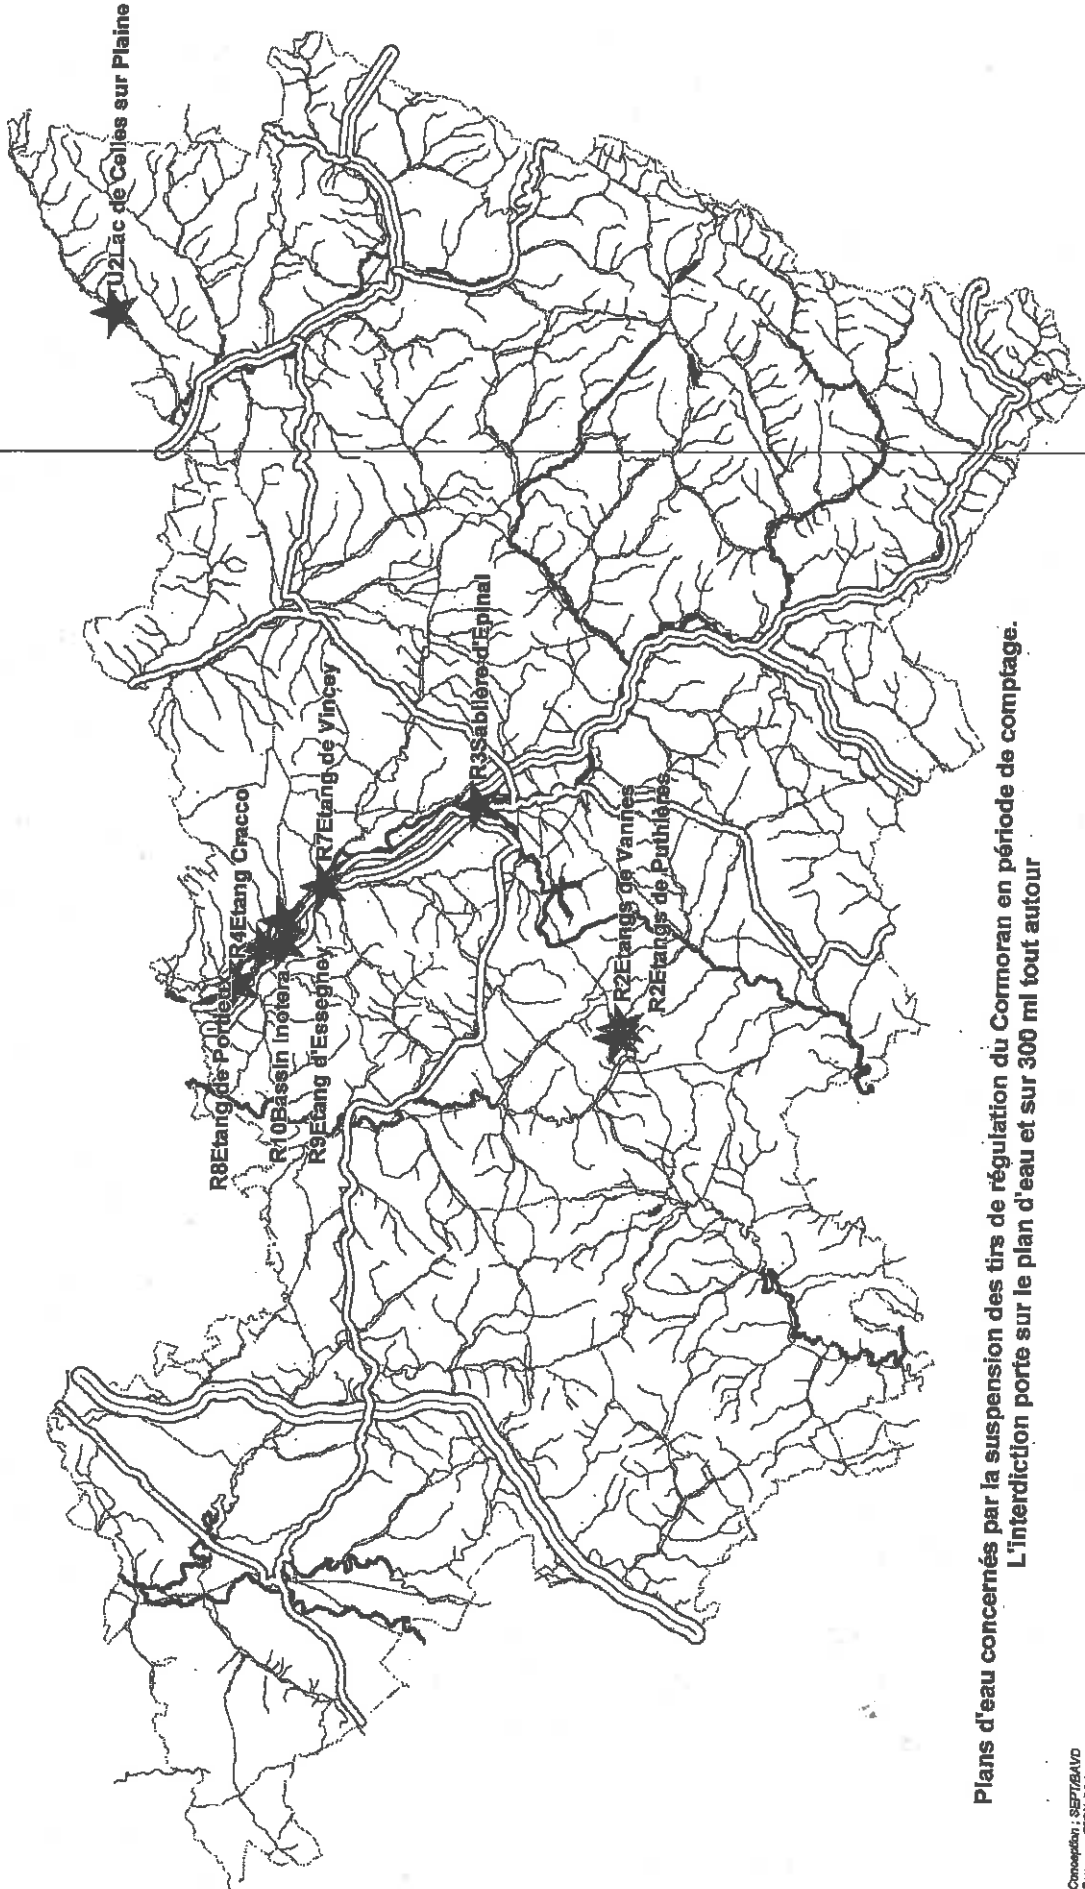 U2Lac de Celles sur Plaine
R8Etang de Pordeux
R4Etang Cracco
R10Bassin Inotera
R9Etang d'Essegney
R7Etang de Vincey
R3Sablière d'Epinal
R2Etangs de Vannes
R2Etangs de Puthières
Plans d'eau concernés par la suspension des tirs de régulation du Cormoran en période de comptage.
L'interdiction porte sur le plan d'eau et sur 300 ml tout autour
Conception : SEPT/BAVD